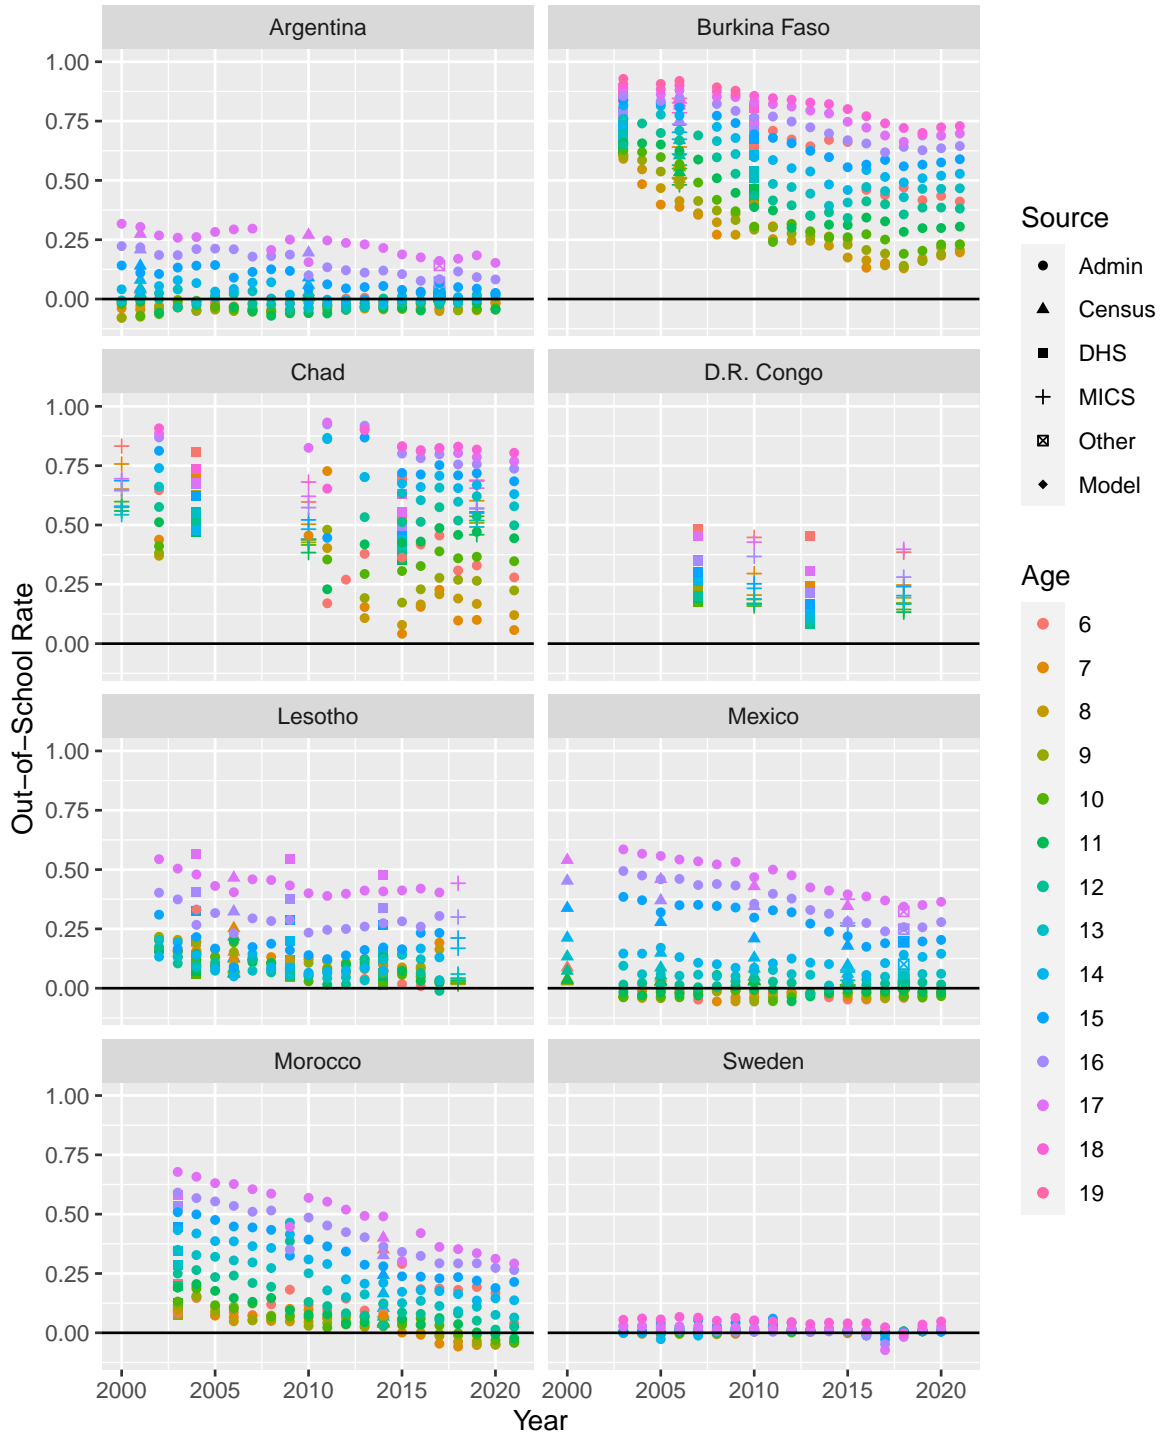 Argentina
Burkina Faso
1.00
0.75
0.50
0.25
0.00
Chad
D.R. Congo
1.00
0.75
0.50
0.25
0.00
Lesotho
Mexico
1.00
0.75
0.50
0.25
0.00
Morocco
Sweden
1.00
0.75
0.50
0.25
0.00
2000
2005
2010
2015
2020
2000
2005
2010
2015
2020
Year
Out−of−School Rate
Source
Admin
Census
DHS
MICS
Other
Model
Age
6
7
8
9
10
11
12
13
14
15
16
17
18
19